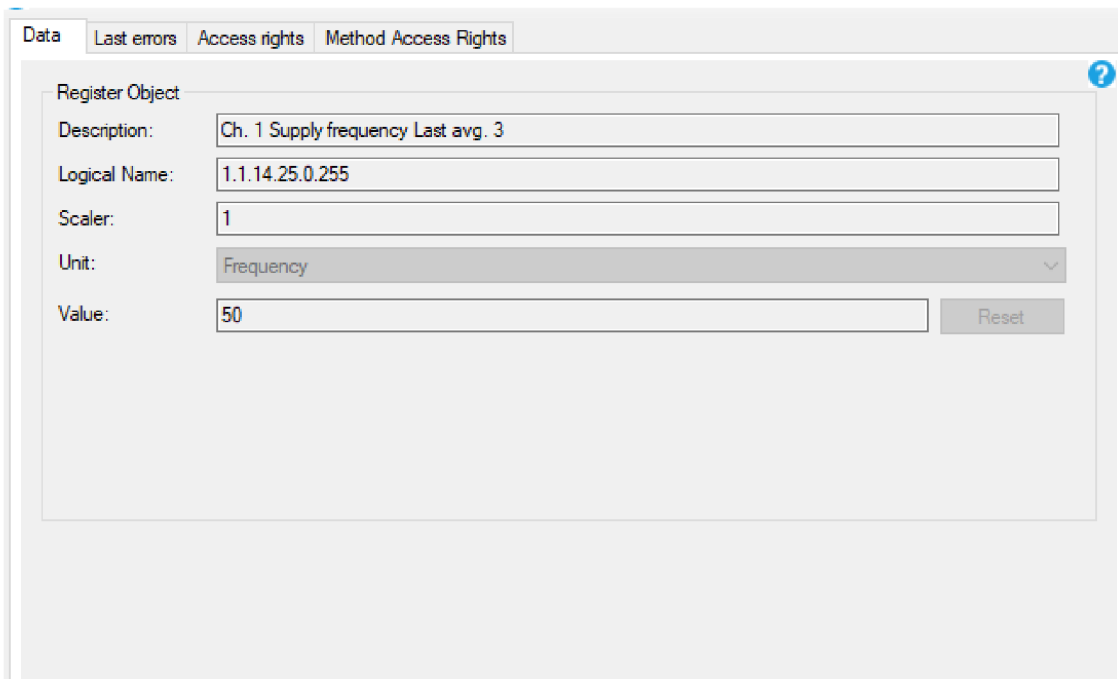 Data Last errors Access rights Method Access Rights
?
Register Object
Description: Ch. 1 Supply frequency Last avg. 3
Logical Name: 1.1.14.25.0.255
Scaler: 1
Unit: Frequency
Value: 50 Reset